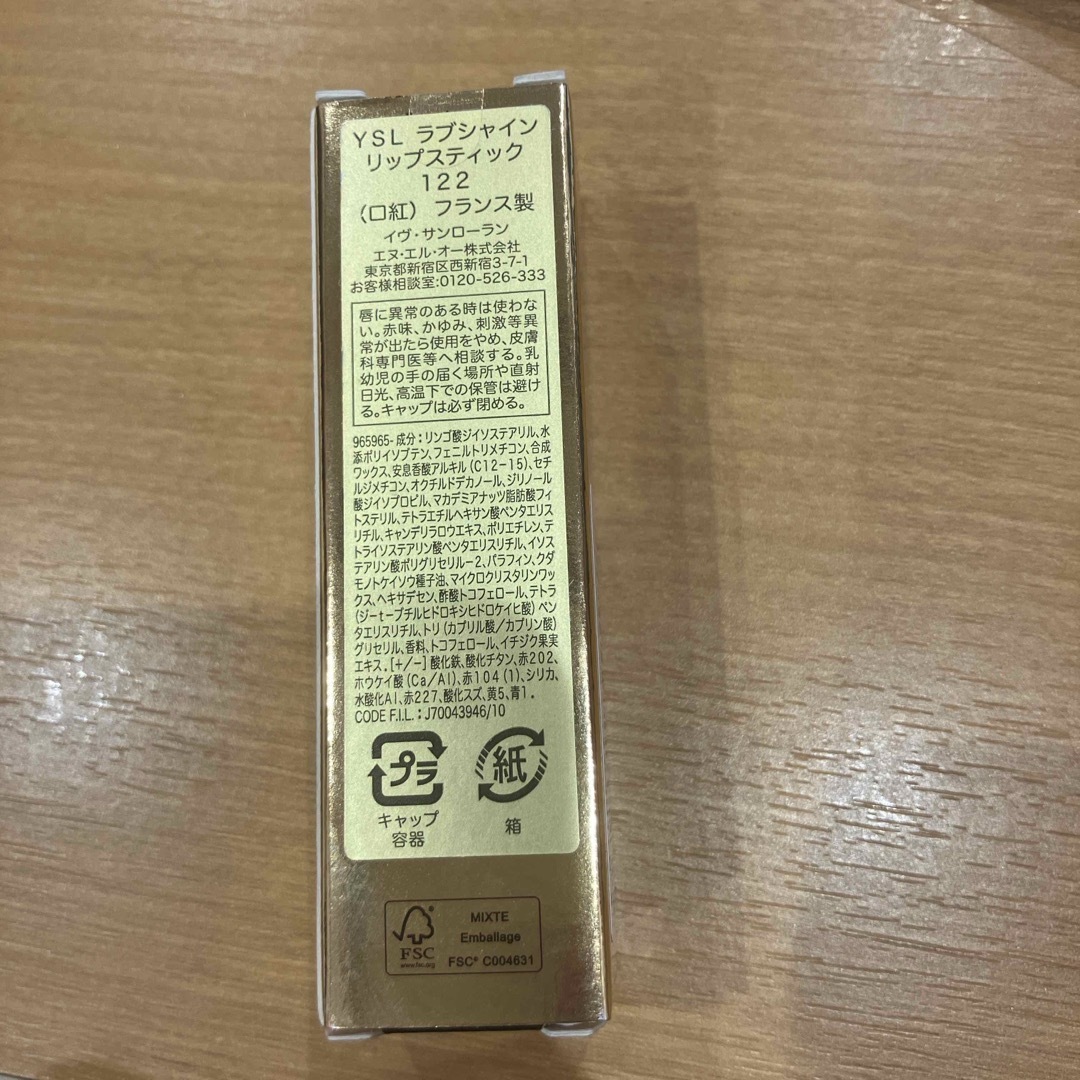 YSL ラブシャイン
リップスティック
122
（口紅） フランス製
イヴ・サンローラン
エヌ・エル・オー株式会社
東京都新宿区西新宿3-7-1
お客様相談室:0120-526-333
唇に異常のある時は使わな
い。赤味、かゆみ、刺激等異
常が出たら使用をやめ、皮膚
科専門医等へ相談する。乳
幼児の手の届く場所や直射
日光、高温下での保管は避け
る。キャップは必ず閉める。
965965- 成分：リンゴ酸ジイソステアリル、水
添ポリイソブテン、フェニルトリメチコン、合成
ワックス、安息香酸アルキル（C12－15）、セチ
ルジメチコン、オクチルドデカノール、ジリノール
酸ジイソプロピル、マカデミアナッツ脂肪酸フィ
トステリル、テトラエチルヘキサン酸ペンタエリス
リチル、キャンデリラロウエキス、ポリエチレン、テ
トライソステアリン酸ペンタエリスリチル、イソス
テアリン酸ポリグリセリル－2、パラフィン、クダ
モノトケイソウ種子油、マイクロクリスタリンワッ
クス、ヘキサデセン、酢酸トコフェロール、テトラ
（ジーt－ブチルヒドロキシヒドロケイヒ酸）ペン
タエリスリチル、トリ（カプリル酸／カプリン酸）
グリセリル、香料、トコフェロール、イチジク果実
エキス．［+／−］酸化鉄、酸化チタン、赤202、
ホウケイ酸（Ca／Al）、赤104（1）、シリカ、
水酸化Al、赤227、酸化スズ、黄5、青1．
CODE F.I.L.：J70043946/10
プラ
紙
キャップ
容器
箱
FSC
www.fsc.org
MIXTE
Emballage
FSC® C004631